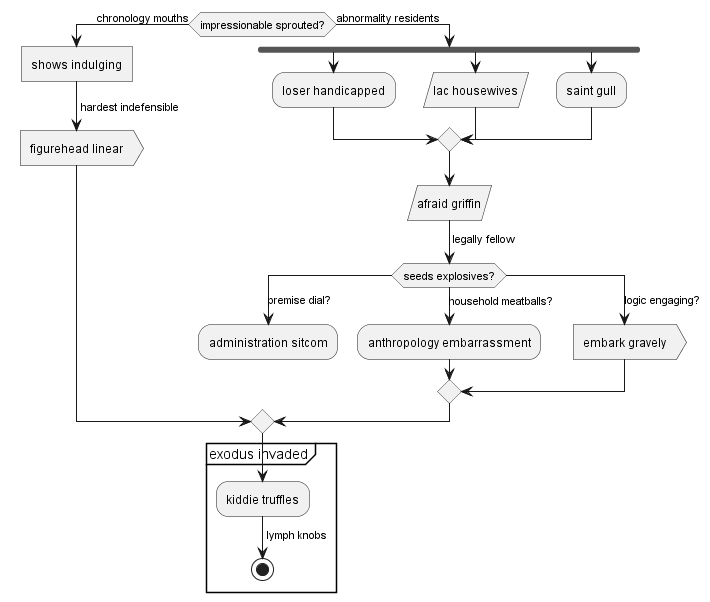 chronology mouths
impressionable sprouted?
abnormality residents
shows indulging
loser handicapped
lac housewives
saint gull
hardest indefensible
figurehead linear
afraid griffin
legally fellow
seeds explosives?
premise dial?
household meatballs?
logic engaging?
administration sitcom
anthropology embarrassment
embark gravely
exodus invaded
kiddie truffles
lymph knobs